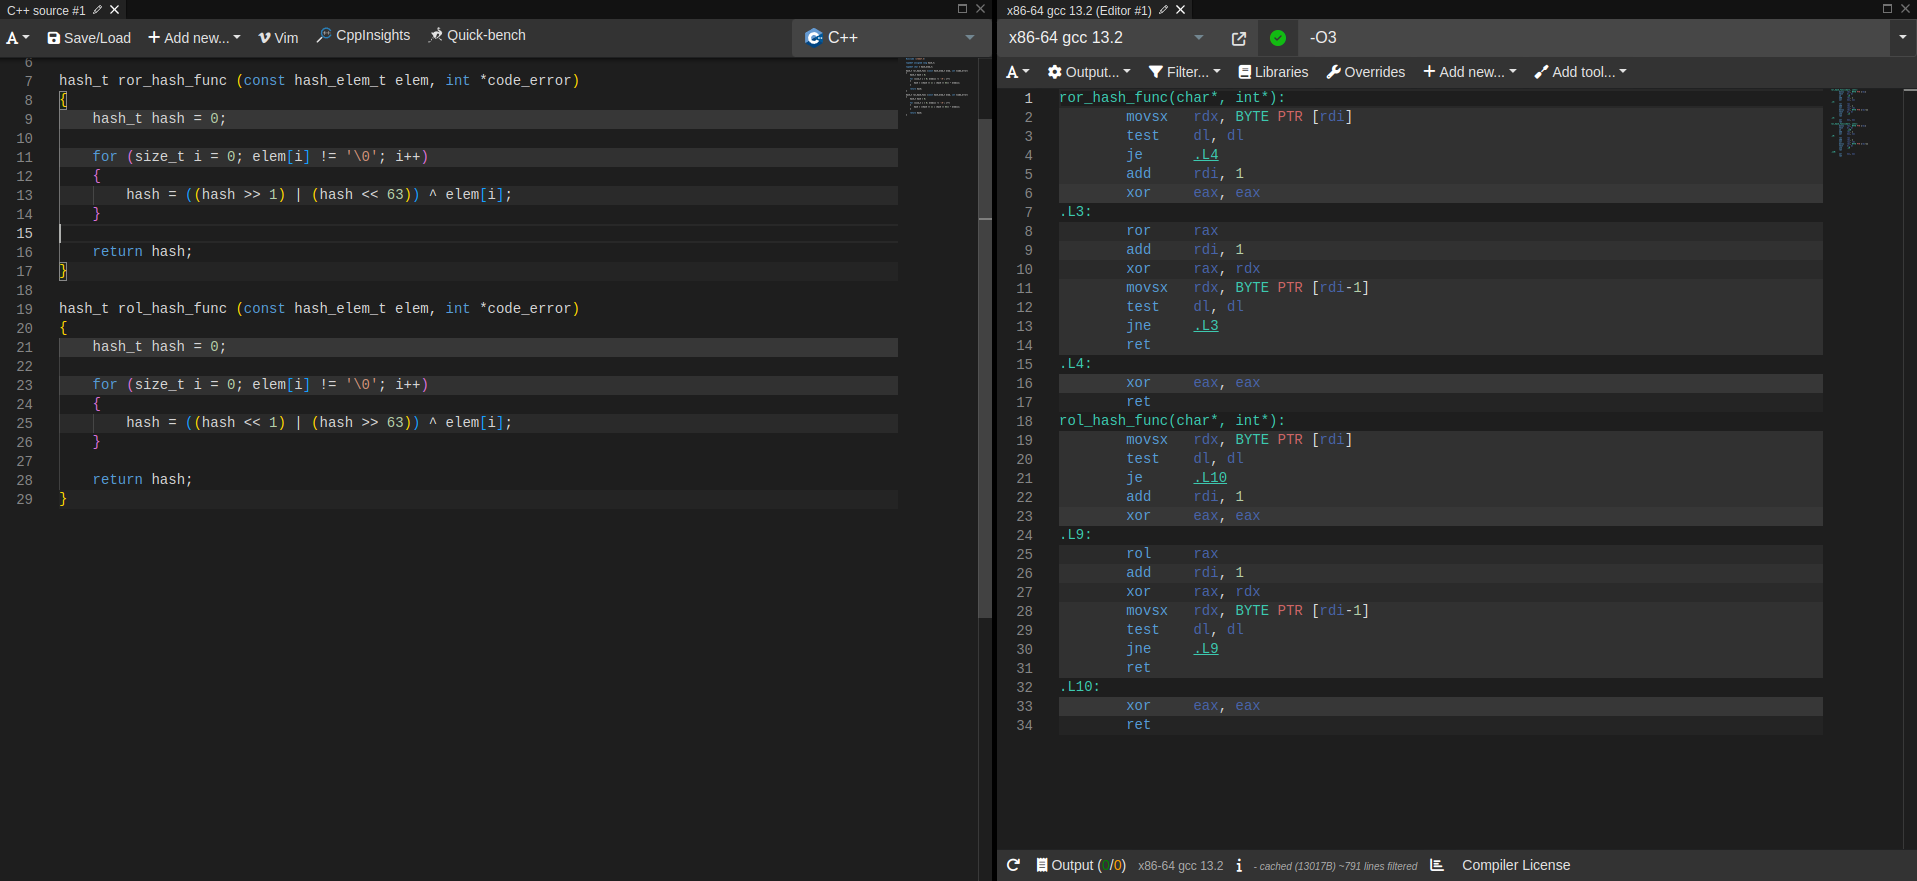 C++ source #1
A Save/Load Add new... Vim CppInsights Quick-bench C++
6
7 hash_t ror_hash_func (const hash_elem_t elem, int *code_error)
8 {
9 hash_t hash = 0;
10
11 for (size_t i = 0; elem[i] != '\0'; i++)
12 {
13 hash = ((hash >> 1) | (hash << 63)) ^ elem[i];
14 }
15
16 return hash;
17 }
18
19 hash_t rol_hash_func (const hash_elem_t elem, int *code_error)
20 {
21 hash_t hash = 0;
22
23 for (size_t i = 0; elem[i] != '\0'; i++)
24 {
25 hash = ((hash << 1) | (hash >> 63)) ^ elem[i];
26 }
27
28 return hash;
29 }
x86-64 gcc 13.2 (Editor #1)
x86-64 gcc 13.2 -O3
A Output... Filter... Libraries Overrides Add new... Add tool...
1 ror_hash_func(char*, int*):
2 movsx rdx, BYTE PTR [rdi]
3 test dl, dl
4 je .L4
5 add rdi, 1
6 xor eax, eax
7 .L3:
8 ror rax
9 add rdi, 1
10 xor rax, rdx
11 movsx rdx, BYTE PTR [rdi-1]
12 test dl, dl
13 jne .L3
14 ret
15 .L4:
16 xor eax, eax
17 ret
18 rol_hash_func(char*, int*):
19 movsx rdx, BYTE PTR [rdi]
20 test dl, dl
21 je .L10
22 add rdi, 1
23 xor eax, eax
24 .L9:
25 rol rax
26 add rdi, 1
27 xor rax, rdx
28 movsx rdx, BYTE PTR [rdi-1]
29 test dl, dl
30 jne .L9
31 ret
32 .L10:
33 xor eax, eax
34 ret
Output (0/0) x86-64 gcc 13.2 i - cached (13017B) ~791 lines filtered Compiler License